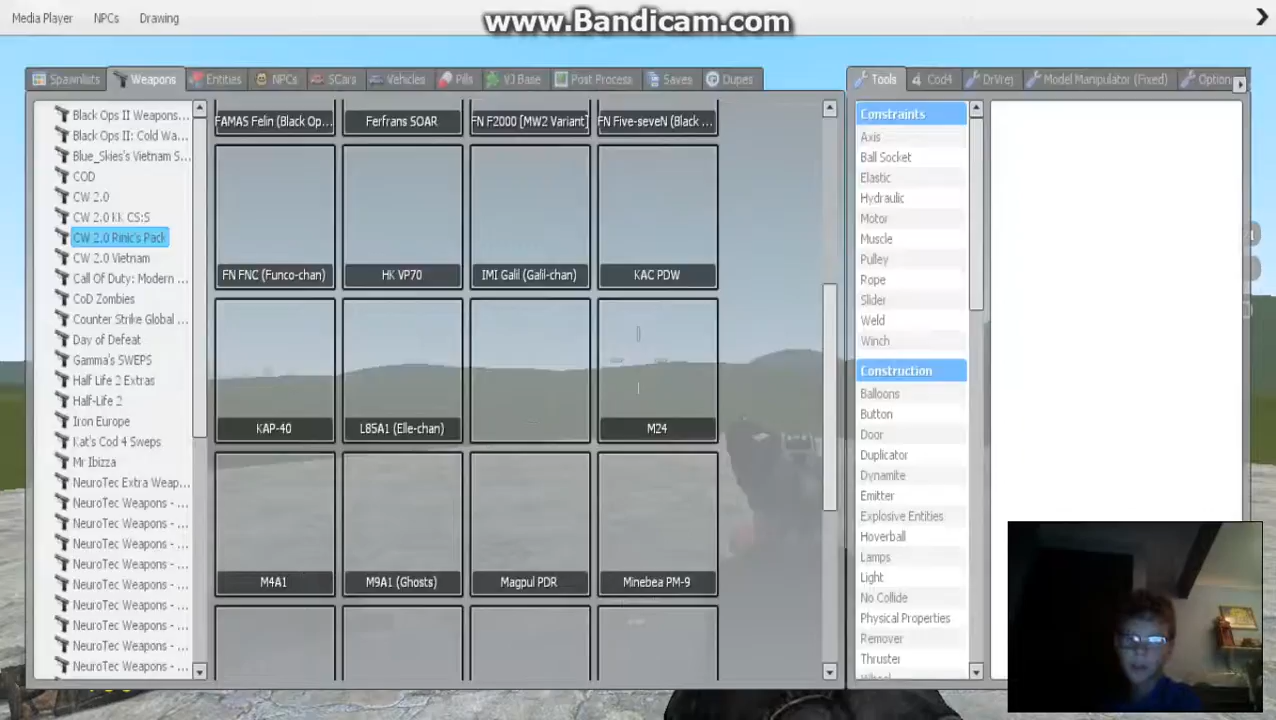 Media Player NPCs Drawing
www.Bandicam.com
Spawnlists Weapons Entities NPCs SCars Vehicles Pills VJ Base Post Process Saves Dupes
Tools Cod4 DrVrej Model Manipulator (Fixed) Option
Black Ops II Weapons...
Black Ops II: Cold Wa...
Blue_Skies's Vietnam S...
COD
CW 2.0
CW 2.0 KK CS:S
CW 2.0 Rinic's Pack
CW 2.0 Vietnam
Call Of Duty: Modern ...
CoD Zombies
Counter Strike Global ...
Day of Defeat
Gamma's SWEPS
Half Life 2 Extras
Half-Life 2
Iron Europe
Kat's Cod 4 Sweps
Mr Ibizza
NeuroTec Extra Weap...
NeuroTec Weapons - ...
NeuroTec Weapons - ...
NeuroTec Weapons - ...
NeuroTec Weapons - ...
NeuroTec Weapons - ...
NeuroTec Weapons - ...
NeuroTec Weapons - ...
NeuroTec Weapons - ...
NeuroTec Weapons - ...
FAMAS Felin (Black Op... Ferfrans SOAR FN F2000 [MW2 Variant] FN Five-seveN (Black ...
FN FNC (Funco-chan) HK VP70 IMI Galil (Galil-chan) KAC PDW
KAP-40 L85A1 (Elle-chan) M24
M4A1 M9A1 (Ghosts) Magpul PDR Minebea PM-9
Constraints
Axis
Ball Socket
Elastic
Hydraulic
Motor
Muscle
Pulley
Rope
Slider
Weld
Winch
Construction
Balloons
Button
Door
Duplicator
Dynamite
Emitter
Explosive Entities
Hoverball
Lamps
Light
No Collide
Physical Properties
Remover
Thruster